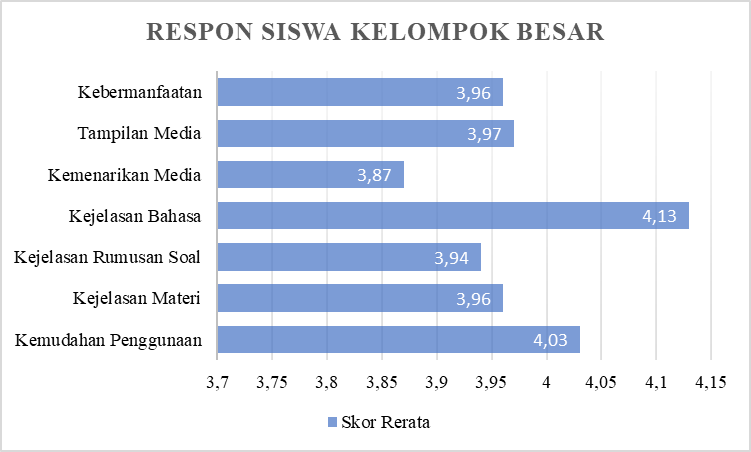 RESPON SISWA KELOMPOK BESAR
Kebermanfaatan 3,96
Tampilan Media 3,97
Kemenarikan Media 3,87
Kejelasan Bahasa 4,13
Kejelasan Rumusan Soal 3,94
Kejelasan Materi 3,96
Kemudahan Penggunaan 4,03
3,7 3,75 3,8 3,85 3,9 3,95 4 4,05 4,1 4,15
Skor Rerata